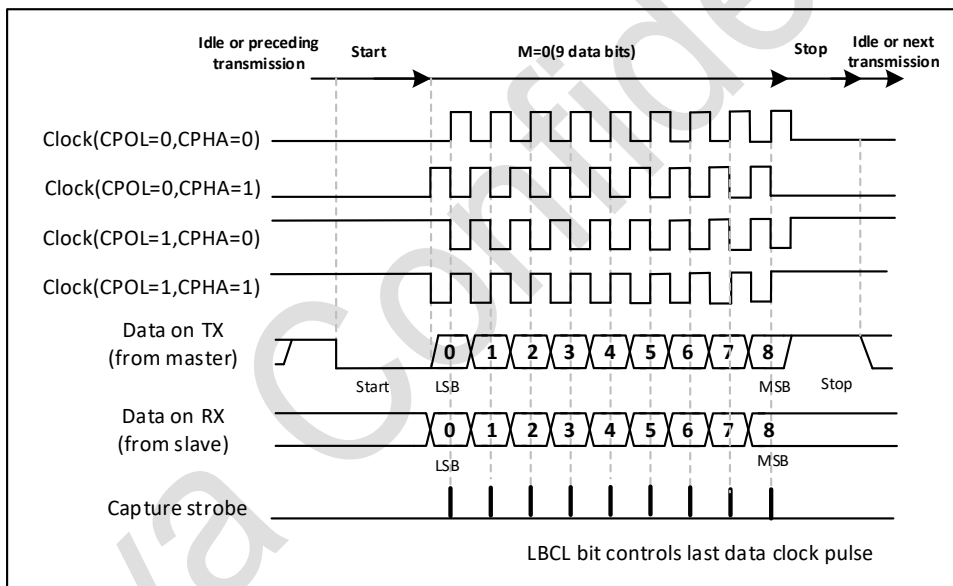 Idle or preceding
transmission
Start
M=0(9 data bits)
Stop
Idle or next
transmission
Clock(CPOL=0,CPHA=0)
Clock(CPOL=0,CPHA=1)
Clock(CPOL=1,CPHA=0)
Clock(CPOL=1,CPHA=1)
Data on TX
(from master)
0 1 2 3 4 5 6 7 8
Start
LSB
MSB
Stop
Data on RX
(from slave)
0 1 2 3 4 5 6 7 8
LSB
MSB
Capture strobe
LBCL bit controls last data clock pulse